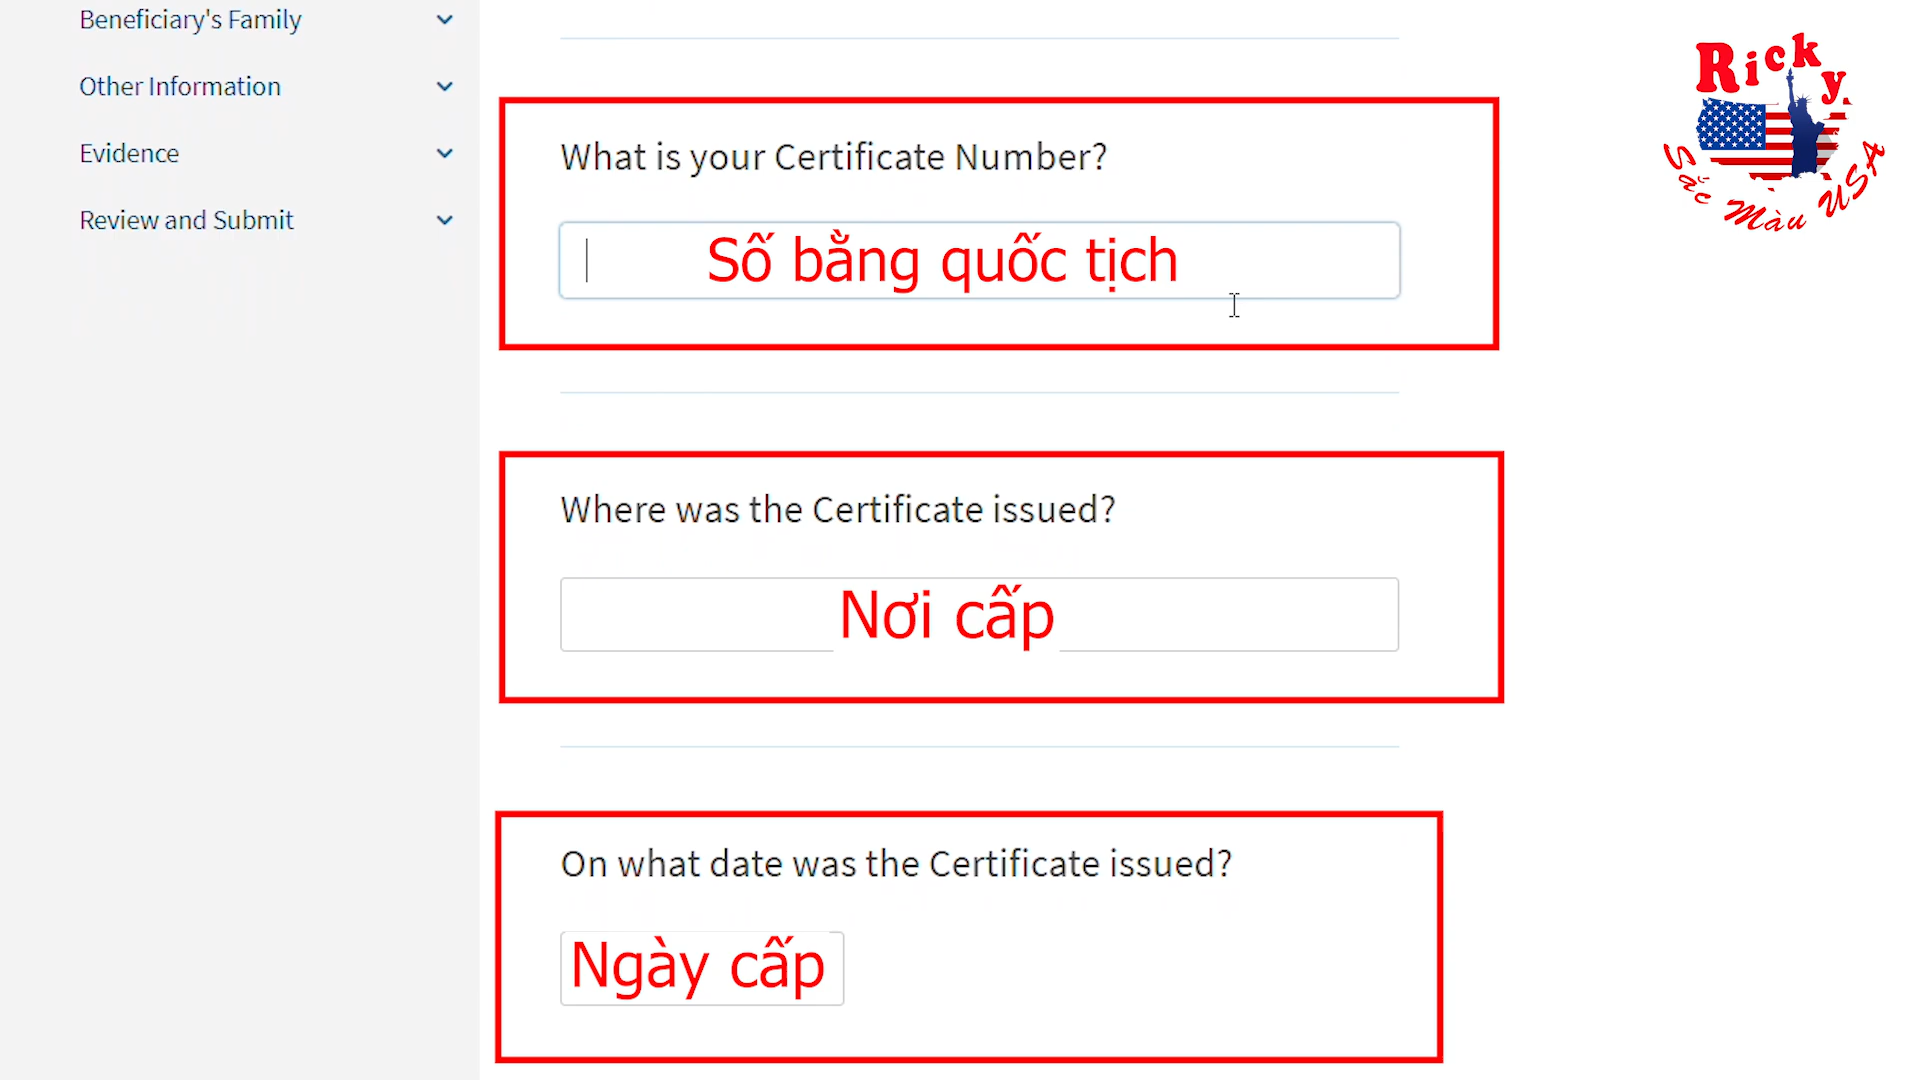 Beneficiary's Family
Other Information
Evidence
Review and Submit
What is your Certificate Number?
Số bằng quốc tịch
Where was the Certificate issued?
Nơi cấp
On what date was the Certificate issued?
Ngày cấp
Ricky
Sắc Màu USA